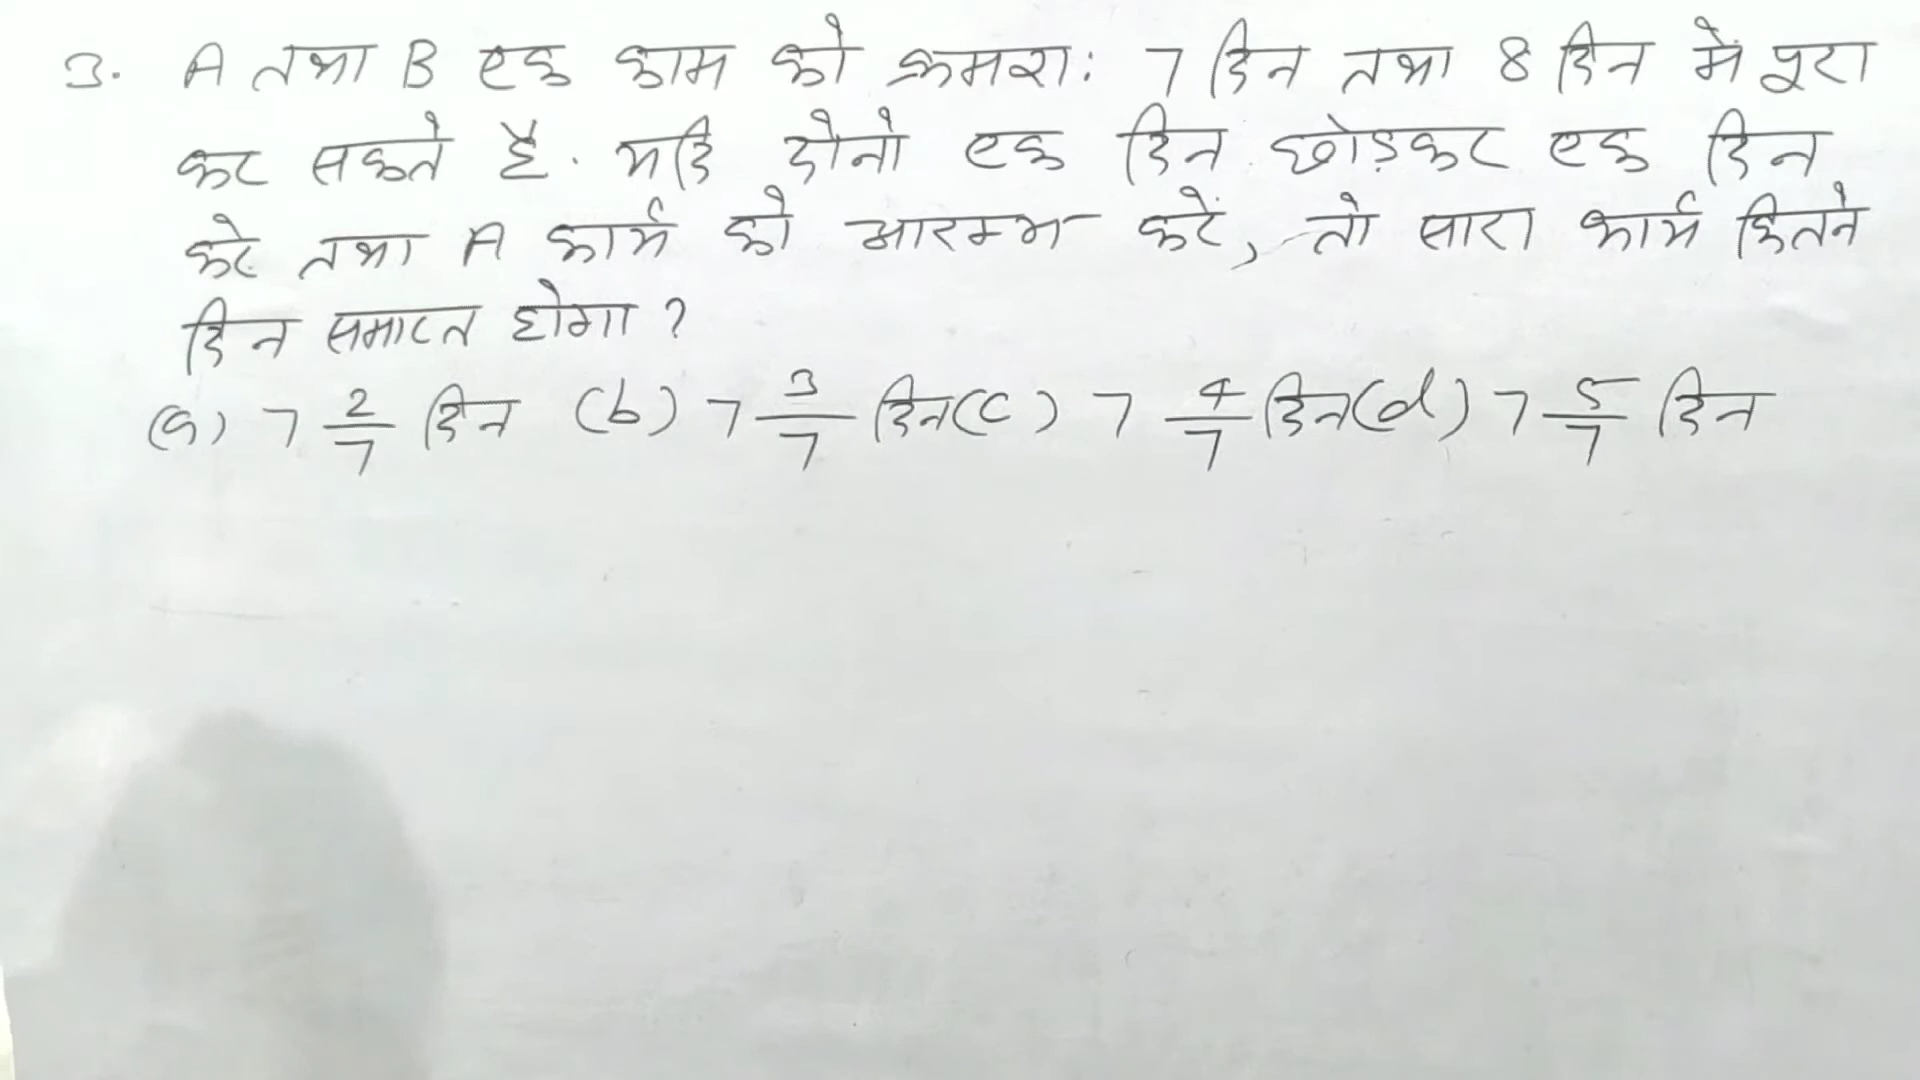 3. A तथा B एक काम को क्रमशः 7 दिन तथा 8 दिन में पूरा
कर सकते है. यदि दोनो एक दिन छोड़कर एक दिन
करे तथा A कार्य को आरम्भ करें, तो सारा कार्य कितने
दिन समाप्त होगा ?
(a) 7 2/7 दिन (b) 7 3/7 दिन (c) 7 4/7 दिन (d) 7 5/7 दिन